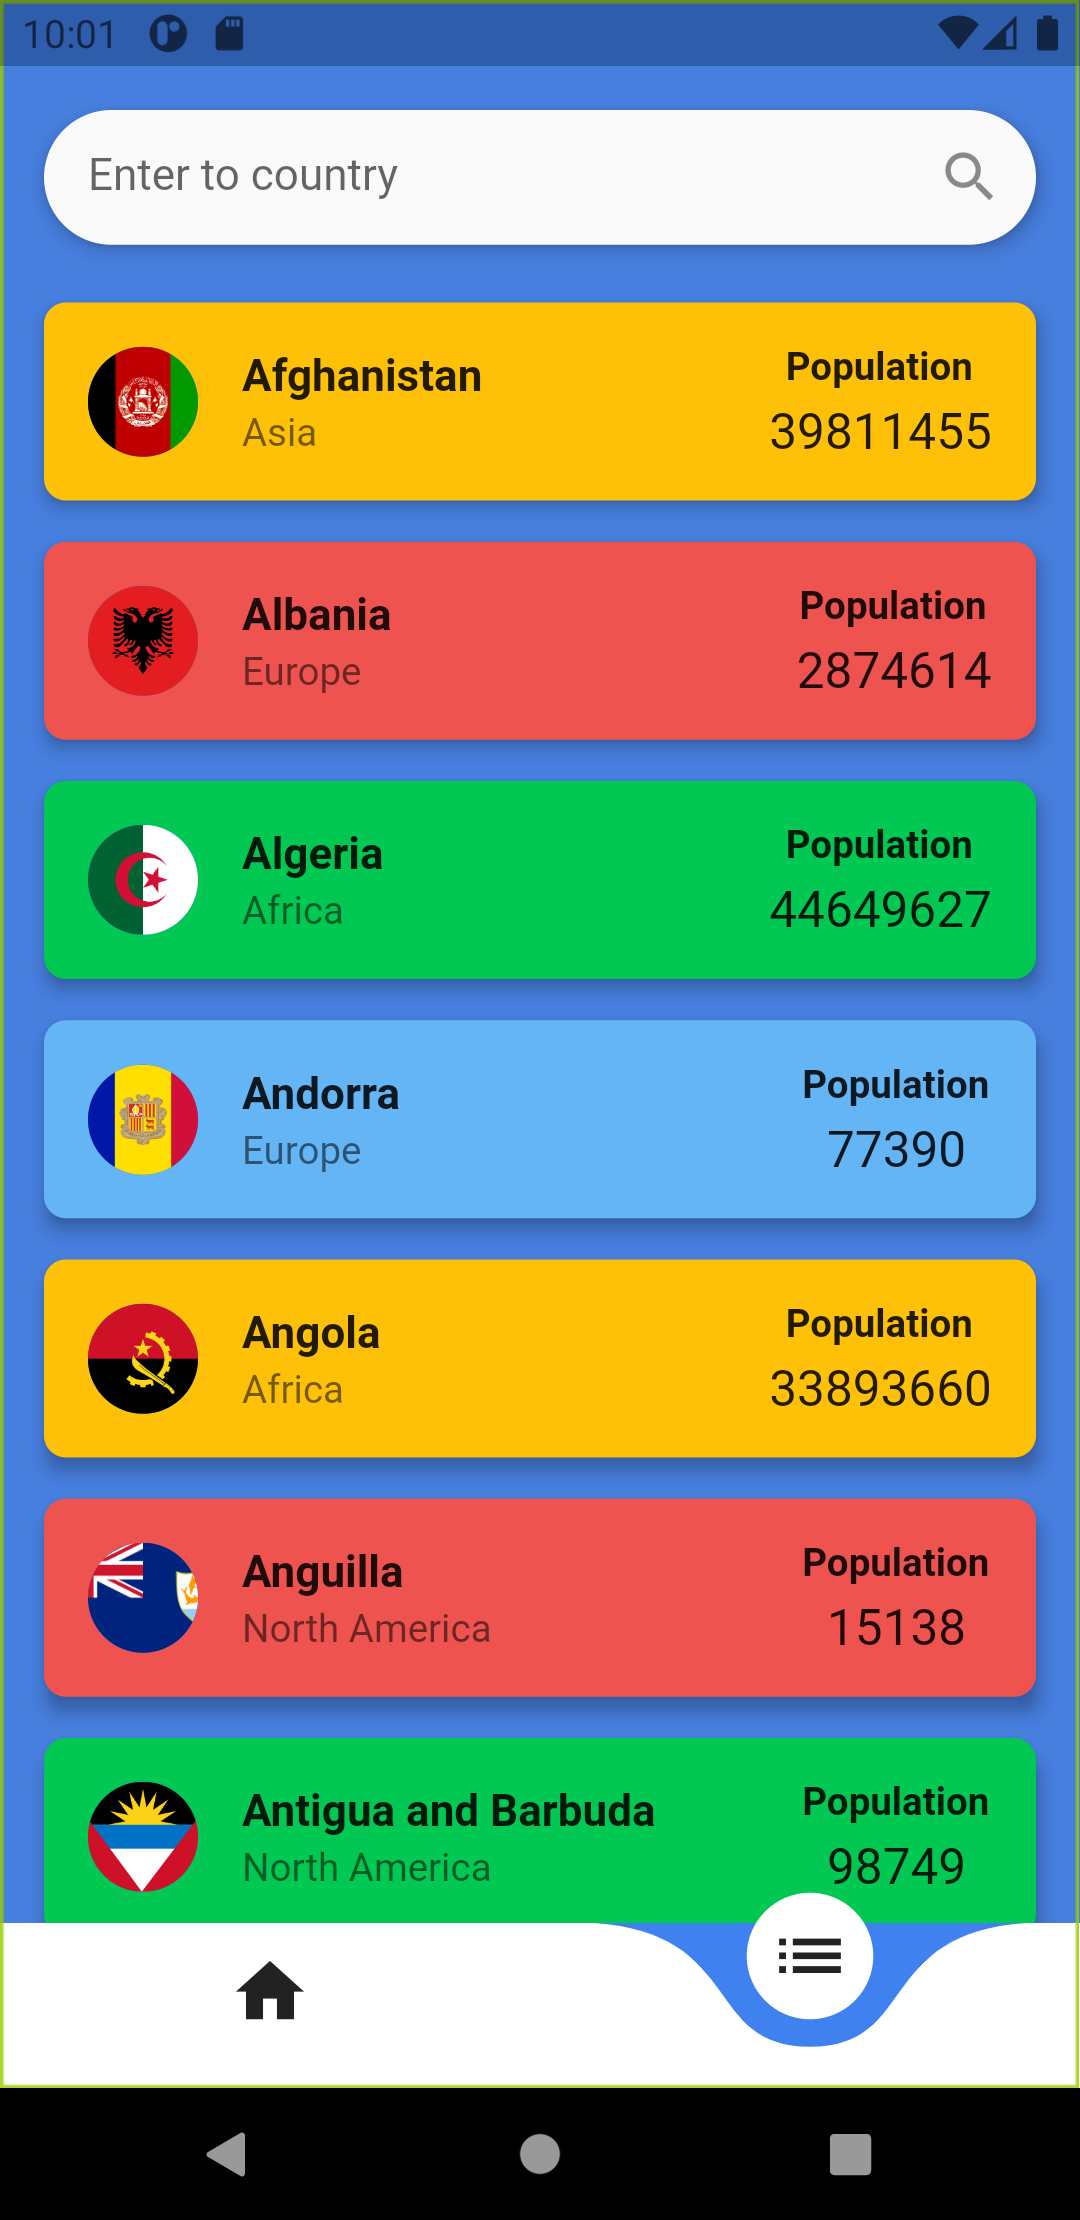 10:01
Enter to country
Afghanistan
Asia
Population
39811455
Albania
Europe
Population
2874614
Algeria
Africa
Population
44649627
Andorra
Europe
Population
77390
Angola
Africa
Population
33893660
Anguilla
North America
Population
15138
Antigua and Barbuda
North America
Population
98749